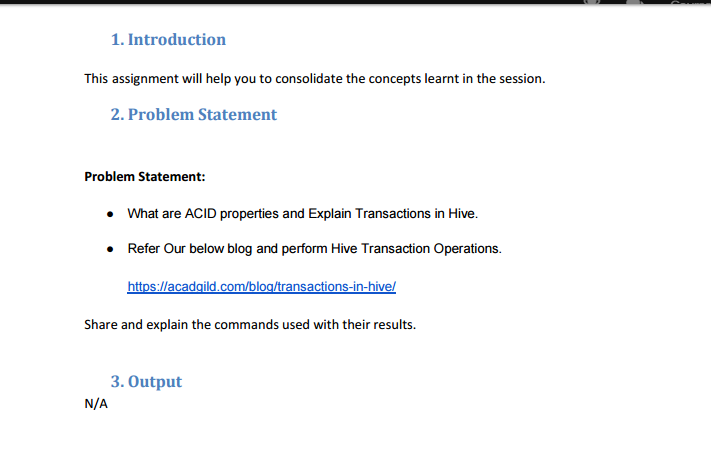 1. Introduction
This assignment will help you to consolidate the concepts learnt in the session.
2. Problem Statement
Problem Statement:
● What are ACID properties and Explain Transactions in Hive.
● Refer Our below blog and perform Hive Transaction Operations.
https://acadgild.com/blog/transactions-in-hive/
Share and explain the commands used with their results.
3. Output
N/A